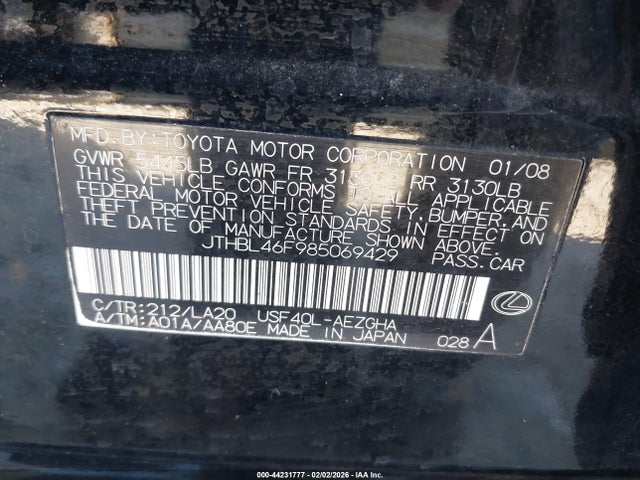 MFD. BY: TOYOTA MOTOR CORPORATION 01/08
GVWR 5445LB GAWR FR 3130LB RR 3130LB
THIS VEHICLE CONFORMS TO ALL APPLICABLE
FEDERAL MOTOR VEHICLE SAFETY, BUMPER, AND
THEFT PREVENTION STANDARDS IN EFFECT ON
THE DATE OF MANUFACTURE SHOWN ABOVE.
JTHBL46F985069429 PASS.CAR
C/TR:212/LA20 USF40L-AEZGHA
A/TM:A01A/AA80E MADE IN JAPAN 028 A
000-44231777 - 02/02/2026 - IAA Inc.